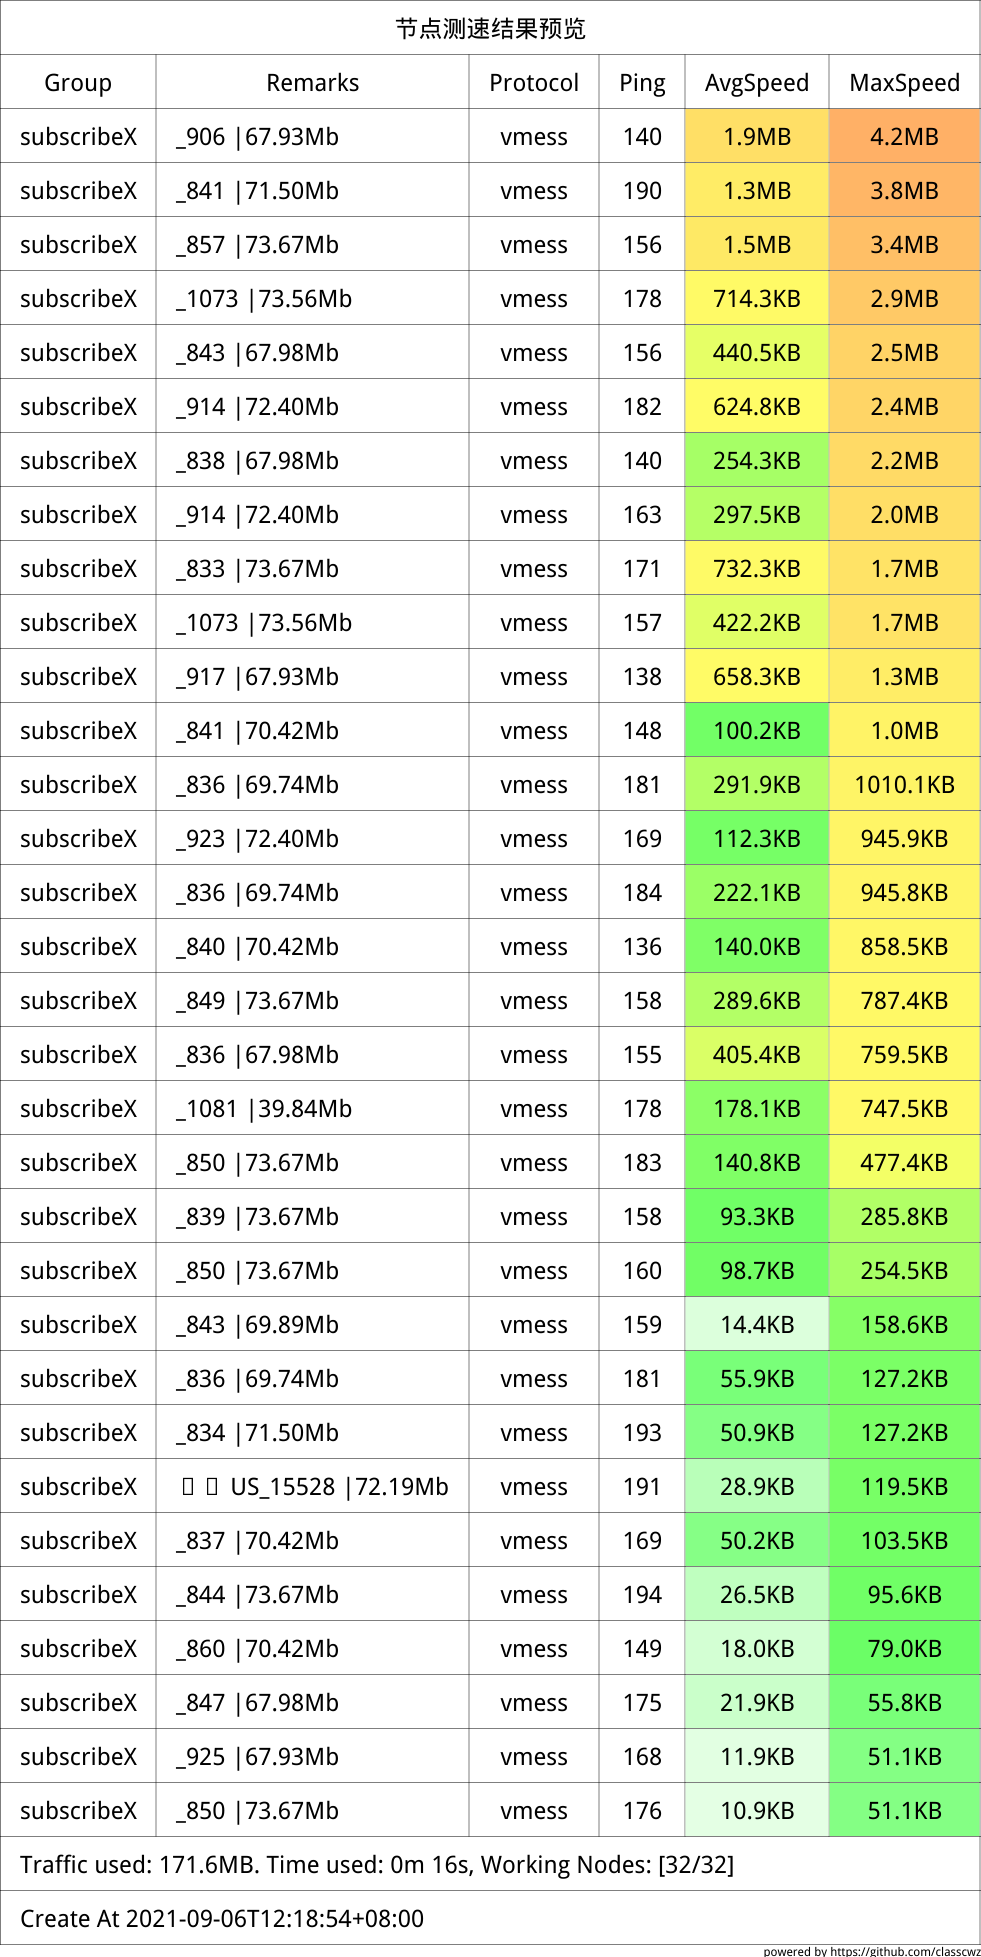 节点测速结果预览
Group Remarks Protocol Ping AvgSpeed MaxSpeed
subscribeX _906 |67.93Mb vmess 140 1.9MB 4.2MB
subscribeX _841 |71.50Mb vmess 190 1.3MB 3.8MB
subscribeX _857 |73.67Mb vmess 156 1.5MB 3.4MB
subscribeX _1073 |73.56Mb vmess 178 714.3KB 2.9MB
subscribeX _843 |67.98Mb vmess 156 440.5KB 2.5MB
subscribeX _914 |72.40Mb vmess 182 624.8KB 2.4MB
subscribeX _838 |67.98Mb vmess 140 254.3KB 2.2MB
subscribeX _914 |72.40Mb vmess 163 297.5KB 2.0MB
subscribeX _833 |73.67Mb vmess 171 732.3KB 1.7MB
subscribeX _1073 |73.56Mb vmess 157 422.2KB 1.7MB
subscribeX _917 |67.93Mb vmess 138 658.3KB 1.3MB
subscribeX _841 |70.42Mb vmess 148 100.2KB 1.0MB
subscribeX _836 |69.74Mb vmess 181 291.9KB 1010.1KB
subscribeX _923 |72.40Mb vmess 169 112.3KB 945.9KB
subscribeX _836 |69.74Mb vmess 184 222.1KB 945.8KB
subscribeX _840 |70.42Mb vmess 136 140.0KB 858.5KB
subscribeX _849 |73.67Mb vmess 158 289.6KB 787.4KB
subscribeX _836 |67.98Mb vmess 155 405.4KB 759.5KB
subscribeX _1081 |39.84Mb vmess 178 178.1KB 747.5KB
subscribeX _850 |73.67Mb vmess 183 140.8KB 477.4KB
subscribeX _839 |73.67Mb vmess 158 93.3KB 285.8KB
subscribeX _850 |73.67Mb vmess 160 98.7KB 254.5KB
subscribeX _843 |69.89Mb vmess 159 14.4KB 158.6KB
subscribeX _836 |69.74Mb vmess 181 55.9KB 127.2KB
subscribeX _834 |71.50Mb vmess 193 50.9KB 127.2KB
subscribeX US_15528 |72.19Mb vmess 191 28.9KB 119.5KB
subscribeX _837 |70.42Mb vmess 169 50.2KB 103.5KB
subscribeX _844 |73.67Mb vmess 194 26.5KB 95.6KB
subscribeX _860 |70.42Mb vmess 149 18.0KB 79.0KB
subscribeX _847 |67.98Mb vmess 175 21.9KB 55.8KB
subscribeX _925 |67.93Mb vmess 168 11.9KB 51.1KB
subscribeX _850 |73.67Mb vmess 176 10.9KB 51.1KB
Traffic used: 171.6MB. Time used: 0m 16s, Working Nodes: [32/32]
Create At 2021-09-06T12:18:54+08:00
powered by https://github.com/classcwz